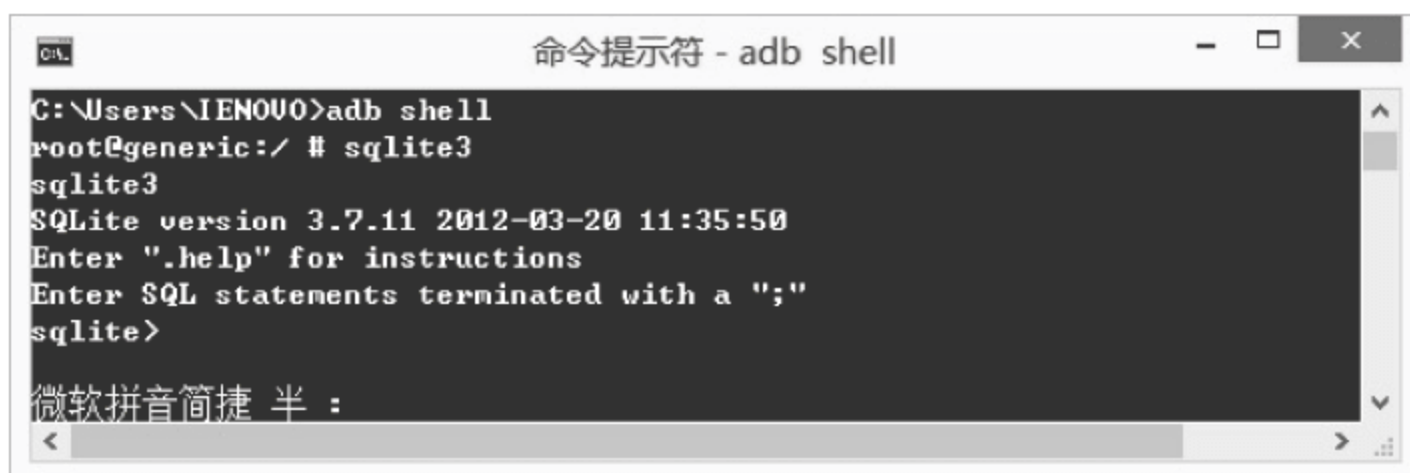 命令提示符 - adb shell
C:\Users\IENOVO>adb shell
root@generic:/ # sqlite3
sqlite3
SQLite version 3.7.11 2012-03-20 11:35:50
Enter ".help" for instructions
Enter SQL statements terminated with a ";"
sqlite>
微软拼音简捷 半 :